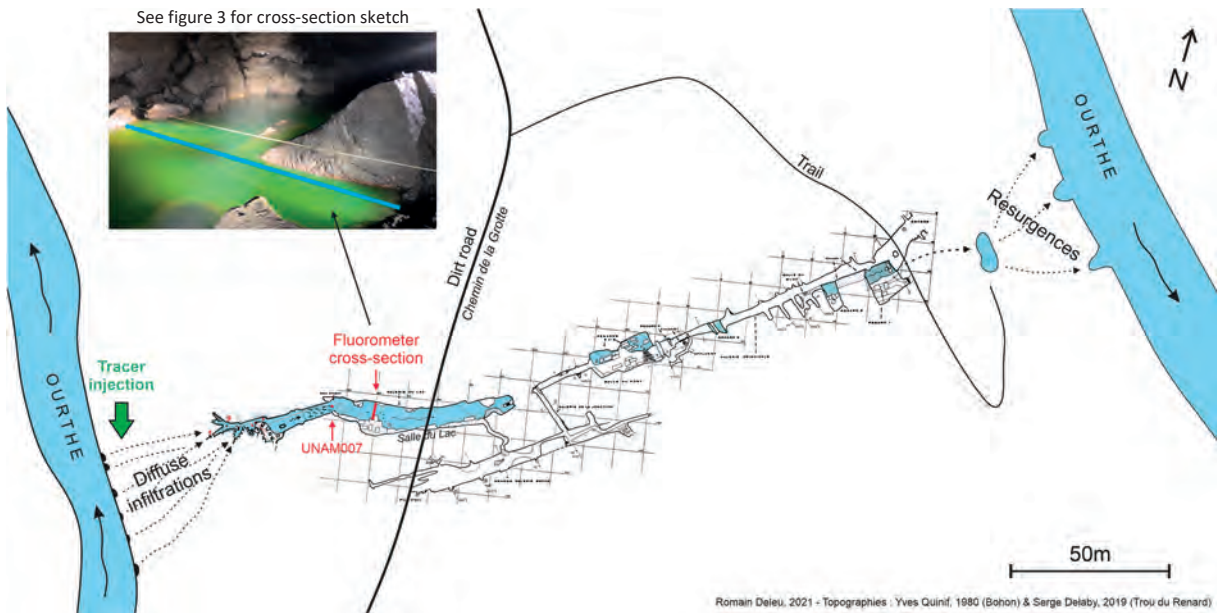 See figure 3 for cross-section sketch
N
OURTHE
Trail
Resurgences
Dirt road
Chemin de la Grotte
Fluorometer
cross-section
Tracer
injection
OURTHE
Salle du Lac
UNAM007
Diffuse
infiltrations
50m
Romain Deleu, 2021 - Topographies : Yves Quinif, 1980 (Bohon) & Serge Delaby, 2019 (Trou du Renard)